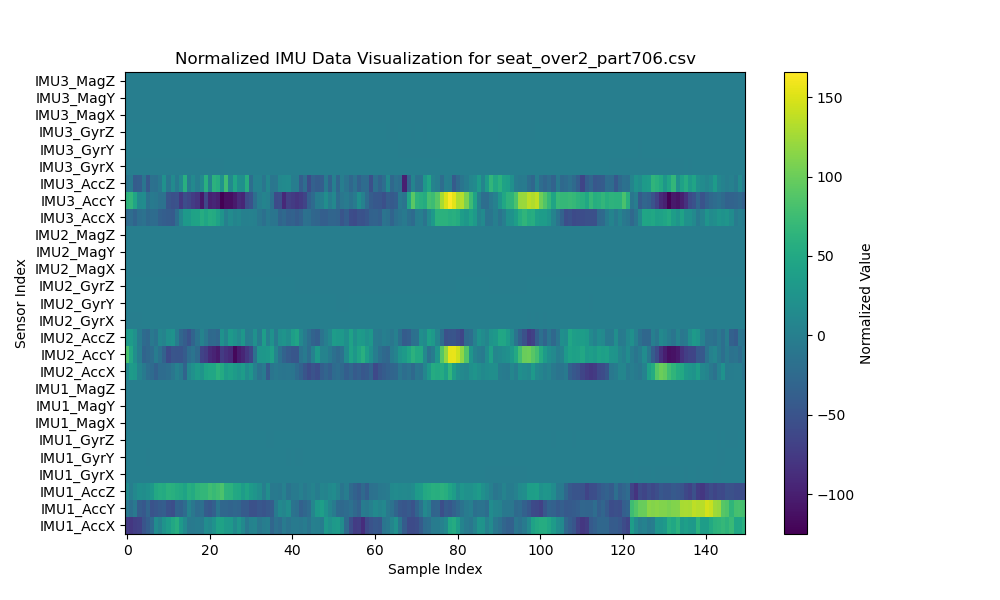 Normalized IMU Data Visualization for seat_over2_part706.csv
IMU3_MagZ
IMU3_MagY
IMU3_MagX
IMU3_GyrZ
IMU3_GyrY
IMU3_GyrX
IMU3_AccZ
IMU3_AccY
IMU3_AccX
IMU2_MagZ
IMU2_MagY
IMU2_MagX
IMU2_GyrZ
IMU2_GyrY
IMU2_GyrX
IMU2_AccZ
IMU2_AccY
IMU2_AccX
IMU1_MagZ
IMU1_MagY
IMU1_MagX
IMU1_GyrZ
IMU1_GyrY
IMU1_GyrX
IMU1_AccZ
IMU1_AccY
IMU1_AccX
Sensor Index
0 20 40 60 80 100 120 140
Sample Index
150
100
50
0
−50
−100
Normalized Value